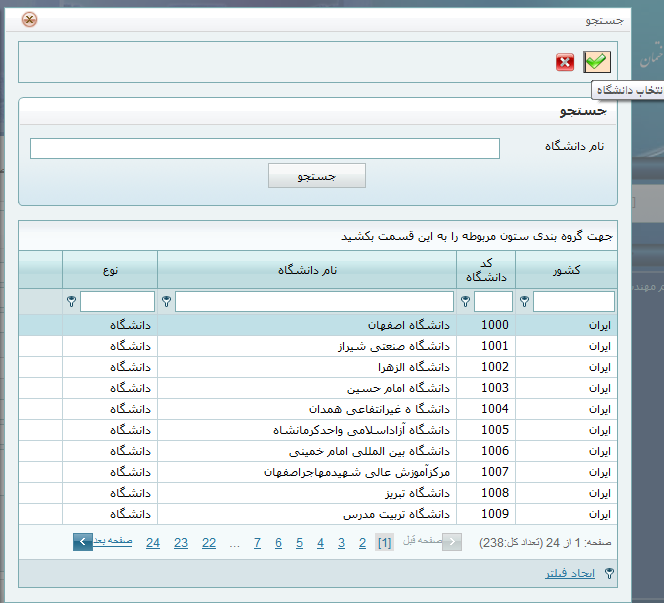 جستجو
انتخاب دانشگاه
جستجو
نام دانشگاه
جستجو
جهت گروه بندی ستون مربوطه را به این قسمت بکشید
کشور کد دانشگاه نام دانشگاه نوع
ایران 1000 دانشگاه اصفهان دانشگاه
ایران 1001 دانشگاه صنعتی شیراز دانشگاه
ایران 1002 دانشگاه الزهرا دانشگاه
ایران 1003 دانشگاه امام حسین دانشگاه
ایران 1004 دانشگا ه غیرانتفاعی همدان دانشگاه
ایران 1005 دانشگاه آزاداسلامی واحدکرمانشاه دانشگاه
ایران 1006 دانشگاه بین المللی امام خمینی دانشگاه
ایران 1007 مرکزآموزش عالی شهیدمهاجراصفهان دانشگاه
ایران 1008 دانشگاه تبریز دانشگاه
ایران 1009 دانشگاه تربیت مدرس دانشگاه
صفحه: 1 از 24 (تعداد کل:238) صفحه قبل [1] 2 3 4 5 6 7 ... 22 23 24 صفحه بعد
ایجاد فیلتر